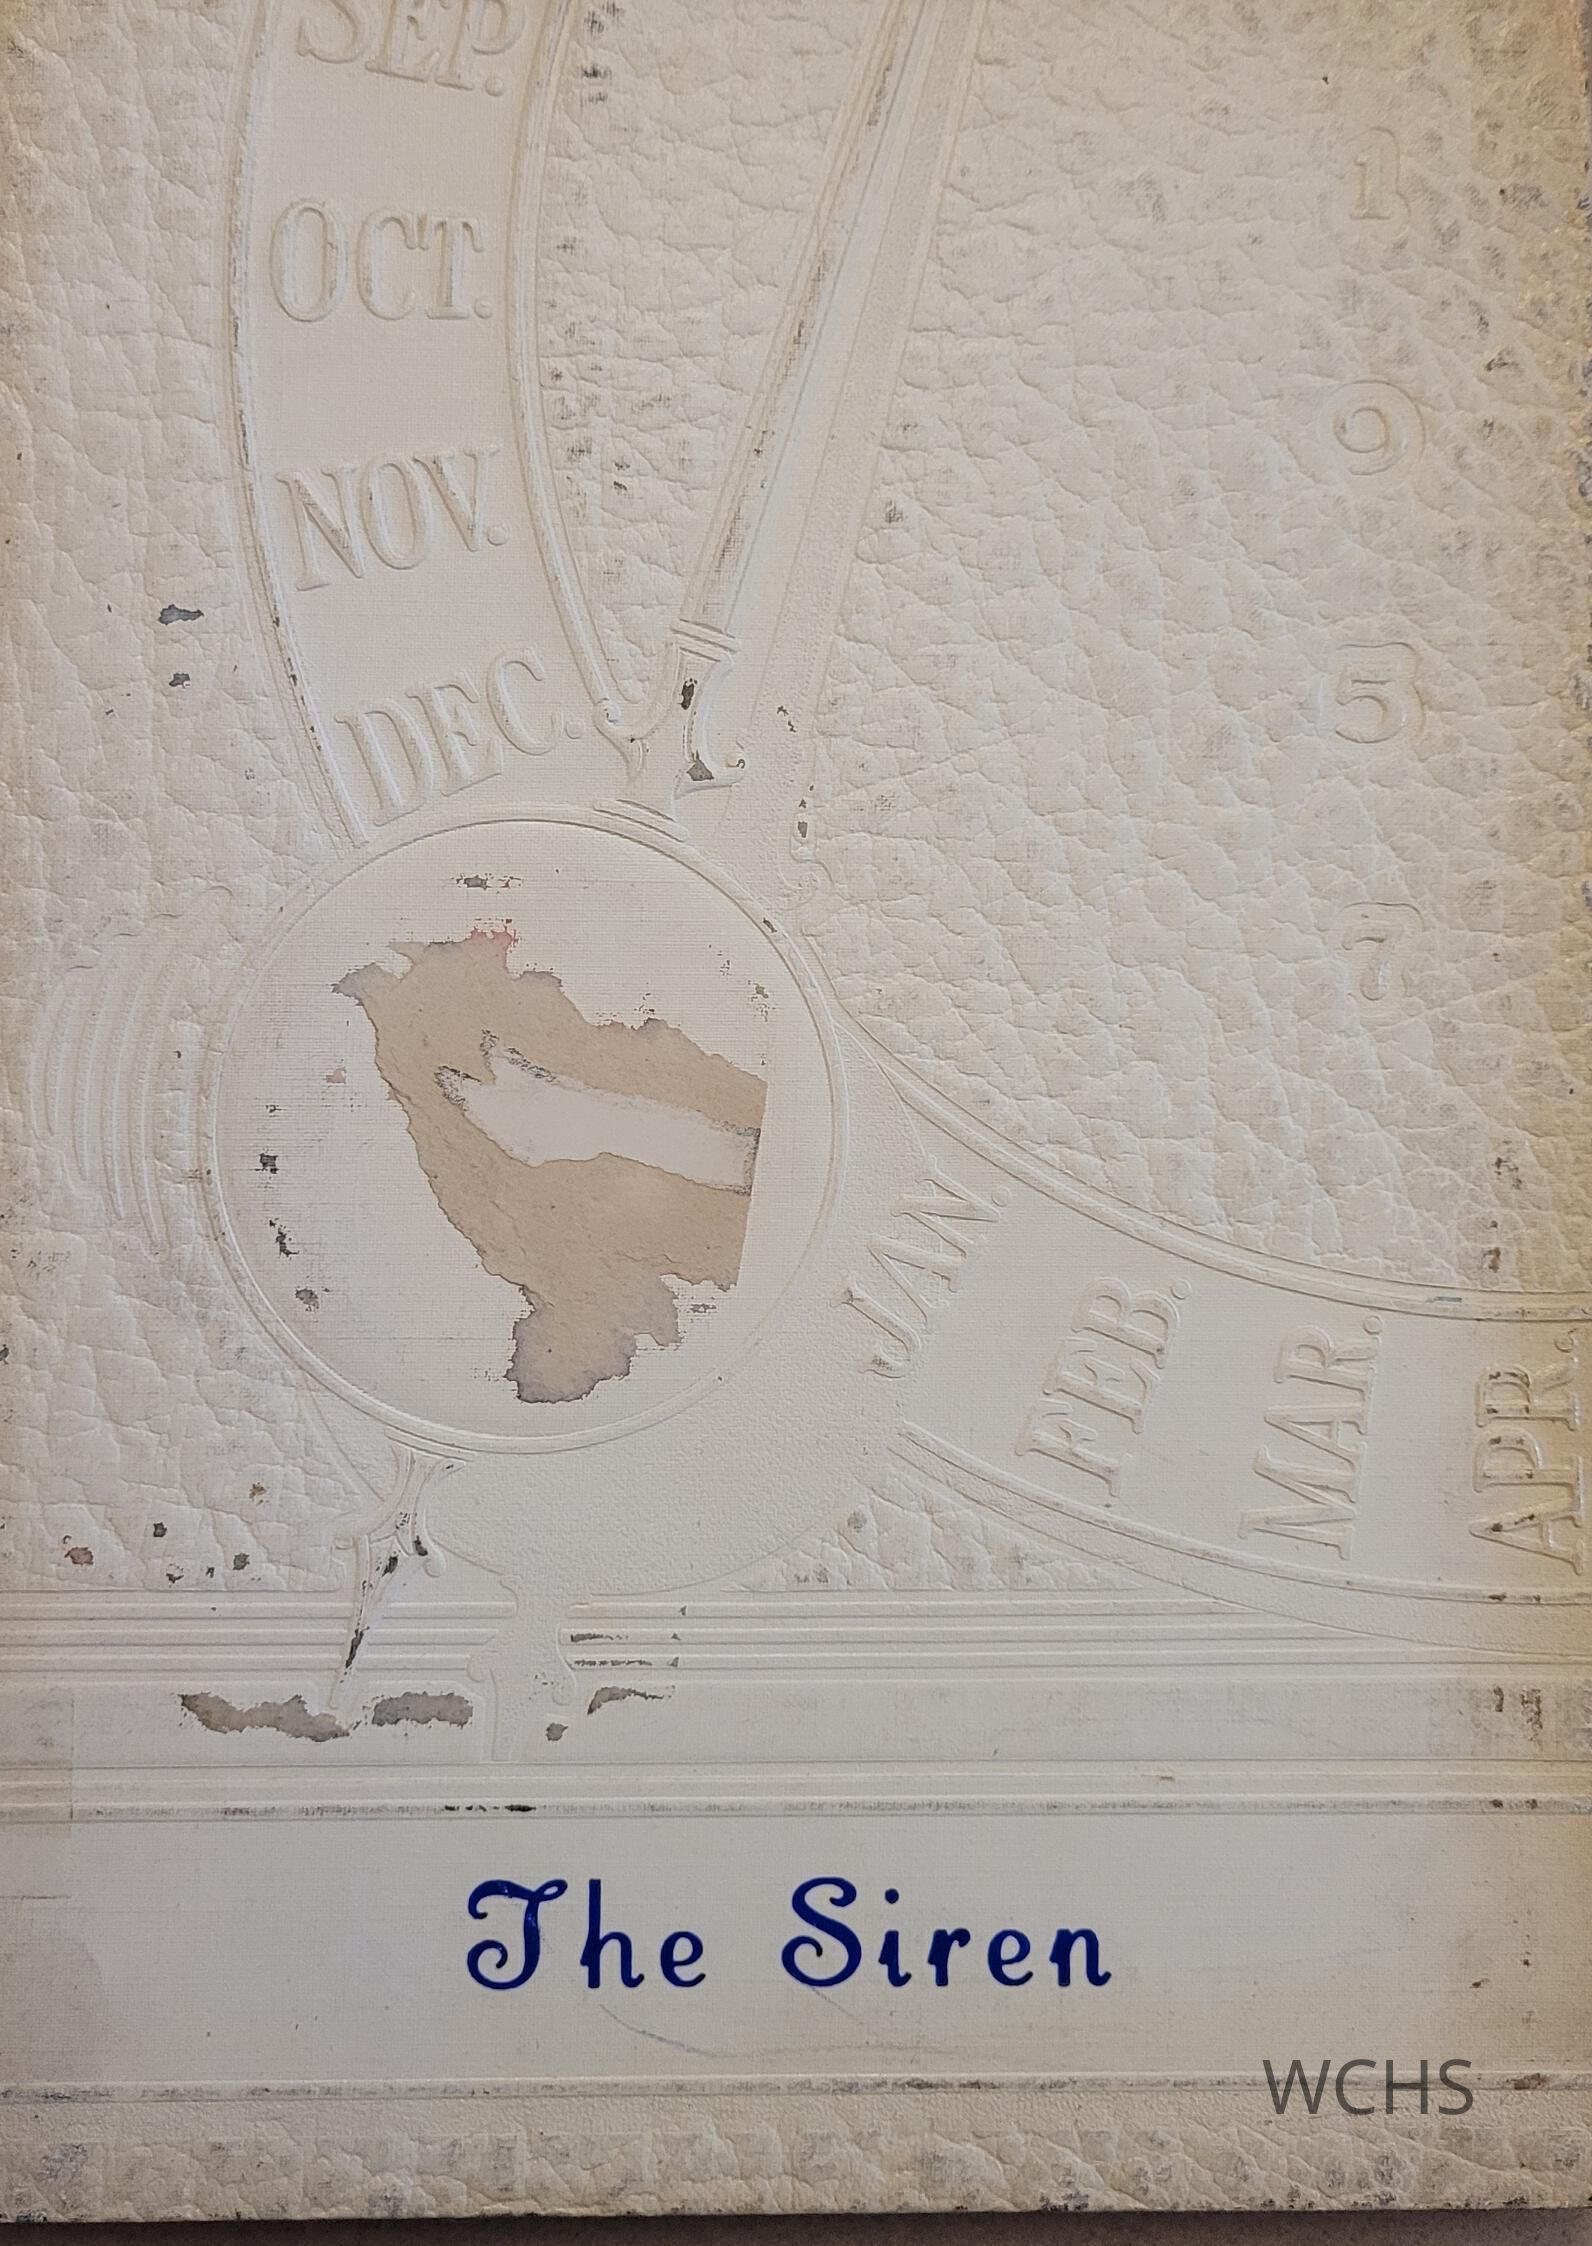 SEP.
OCT.
NOV.
DEC.
JAN.
FEB.
MAR.
APR.
1
9
5
7
The Siren
WCHS